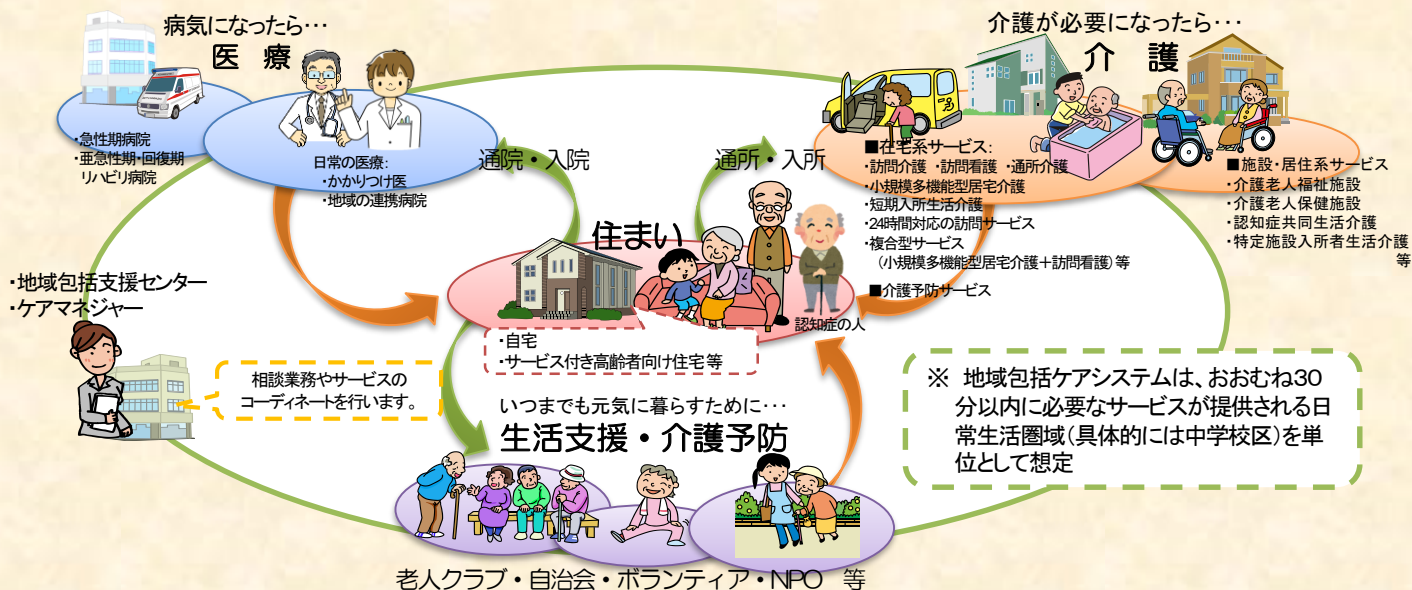 病気になったら…
医 療
・急性期病院
・亜急性期・回復期
リハビリ病院
日常の医療：
・かかりつけ医
・地域の連携病院
通院・入院
介護が必要になったら…
介 護
通所・入所
■在宅系サービス：
・訪問介護 ・訪問看護 ・通所介護
・小規模多機能型居宅介護
・短期入所生活介護
・24時間対応の訪問サービス
・複合型サービス
（小規模多機能型居宅介護＋訪問看護）等
■介護予防サービス
■施設・居住系サービス
・介護老人福祉施設
・介護老人保健施設
・認知症共同生活介護
・特定施設入所者生活介護
等
住まい
認知症の人
・自宅
・サービス付き高齢者向け住宅等
・地域包括支援センター
・ケアマネジャー
相談業務やサービスの
コーディネートを行います。
いつまでも元気に暮らすために…
生活支援・介護予防
老人クラブ・自治会・ボランティア・NPO 等
※ 地域包括ケアシステムは、おおむね30
分以内に必要なサービスが提供される日
常生活圏域（具体的には中学校区）を単
位として想定